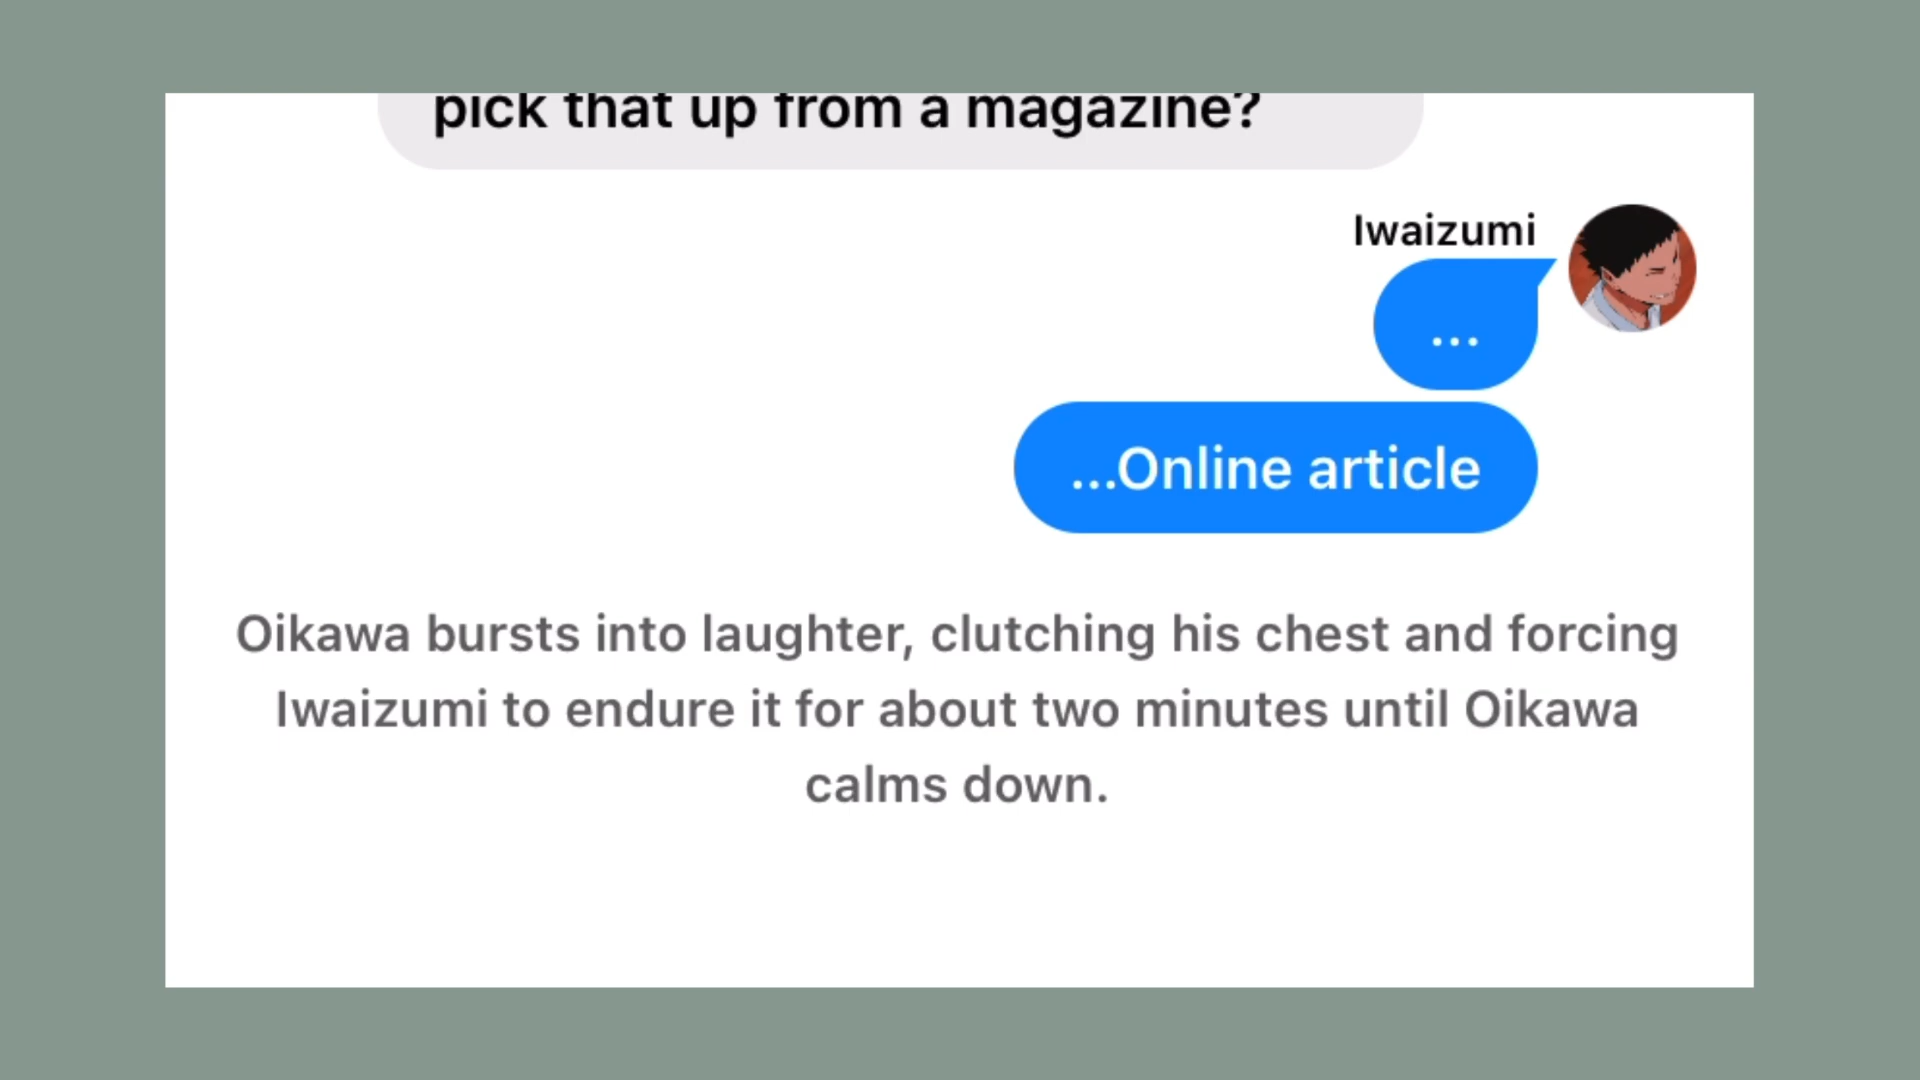 pick that up from a magazine?
Iwaizumi
...
...Online article
Oikawa bursts into laughter, clutching his chest and forcing
Iwaizumi to endure it for about two minutes until Oikawa
calms down.